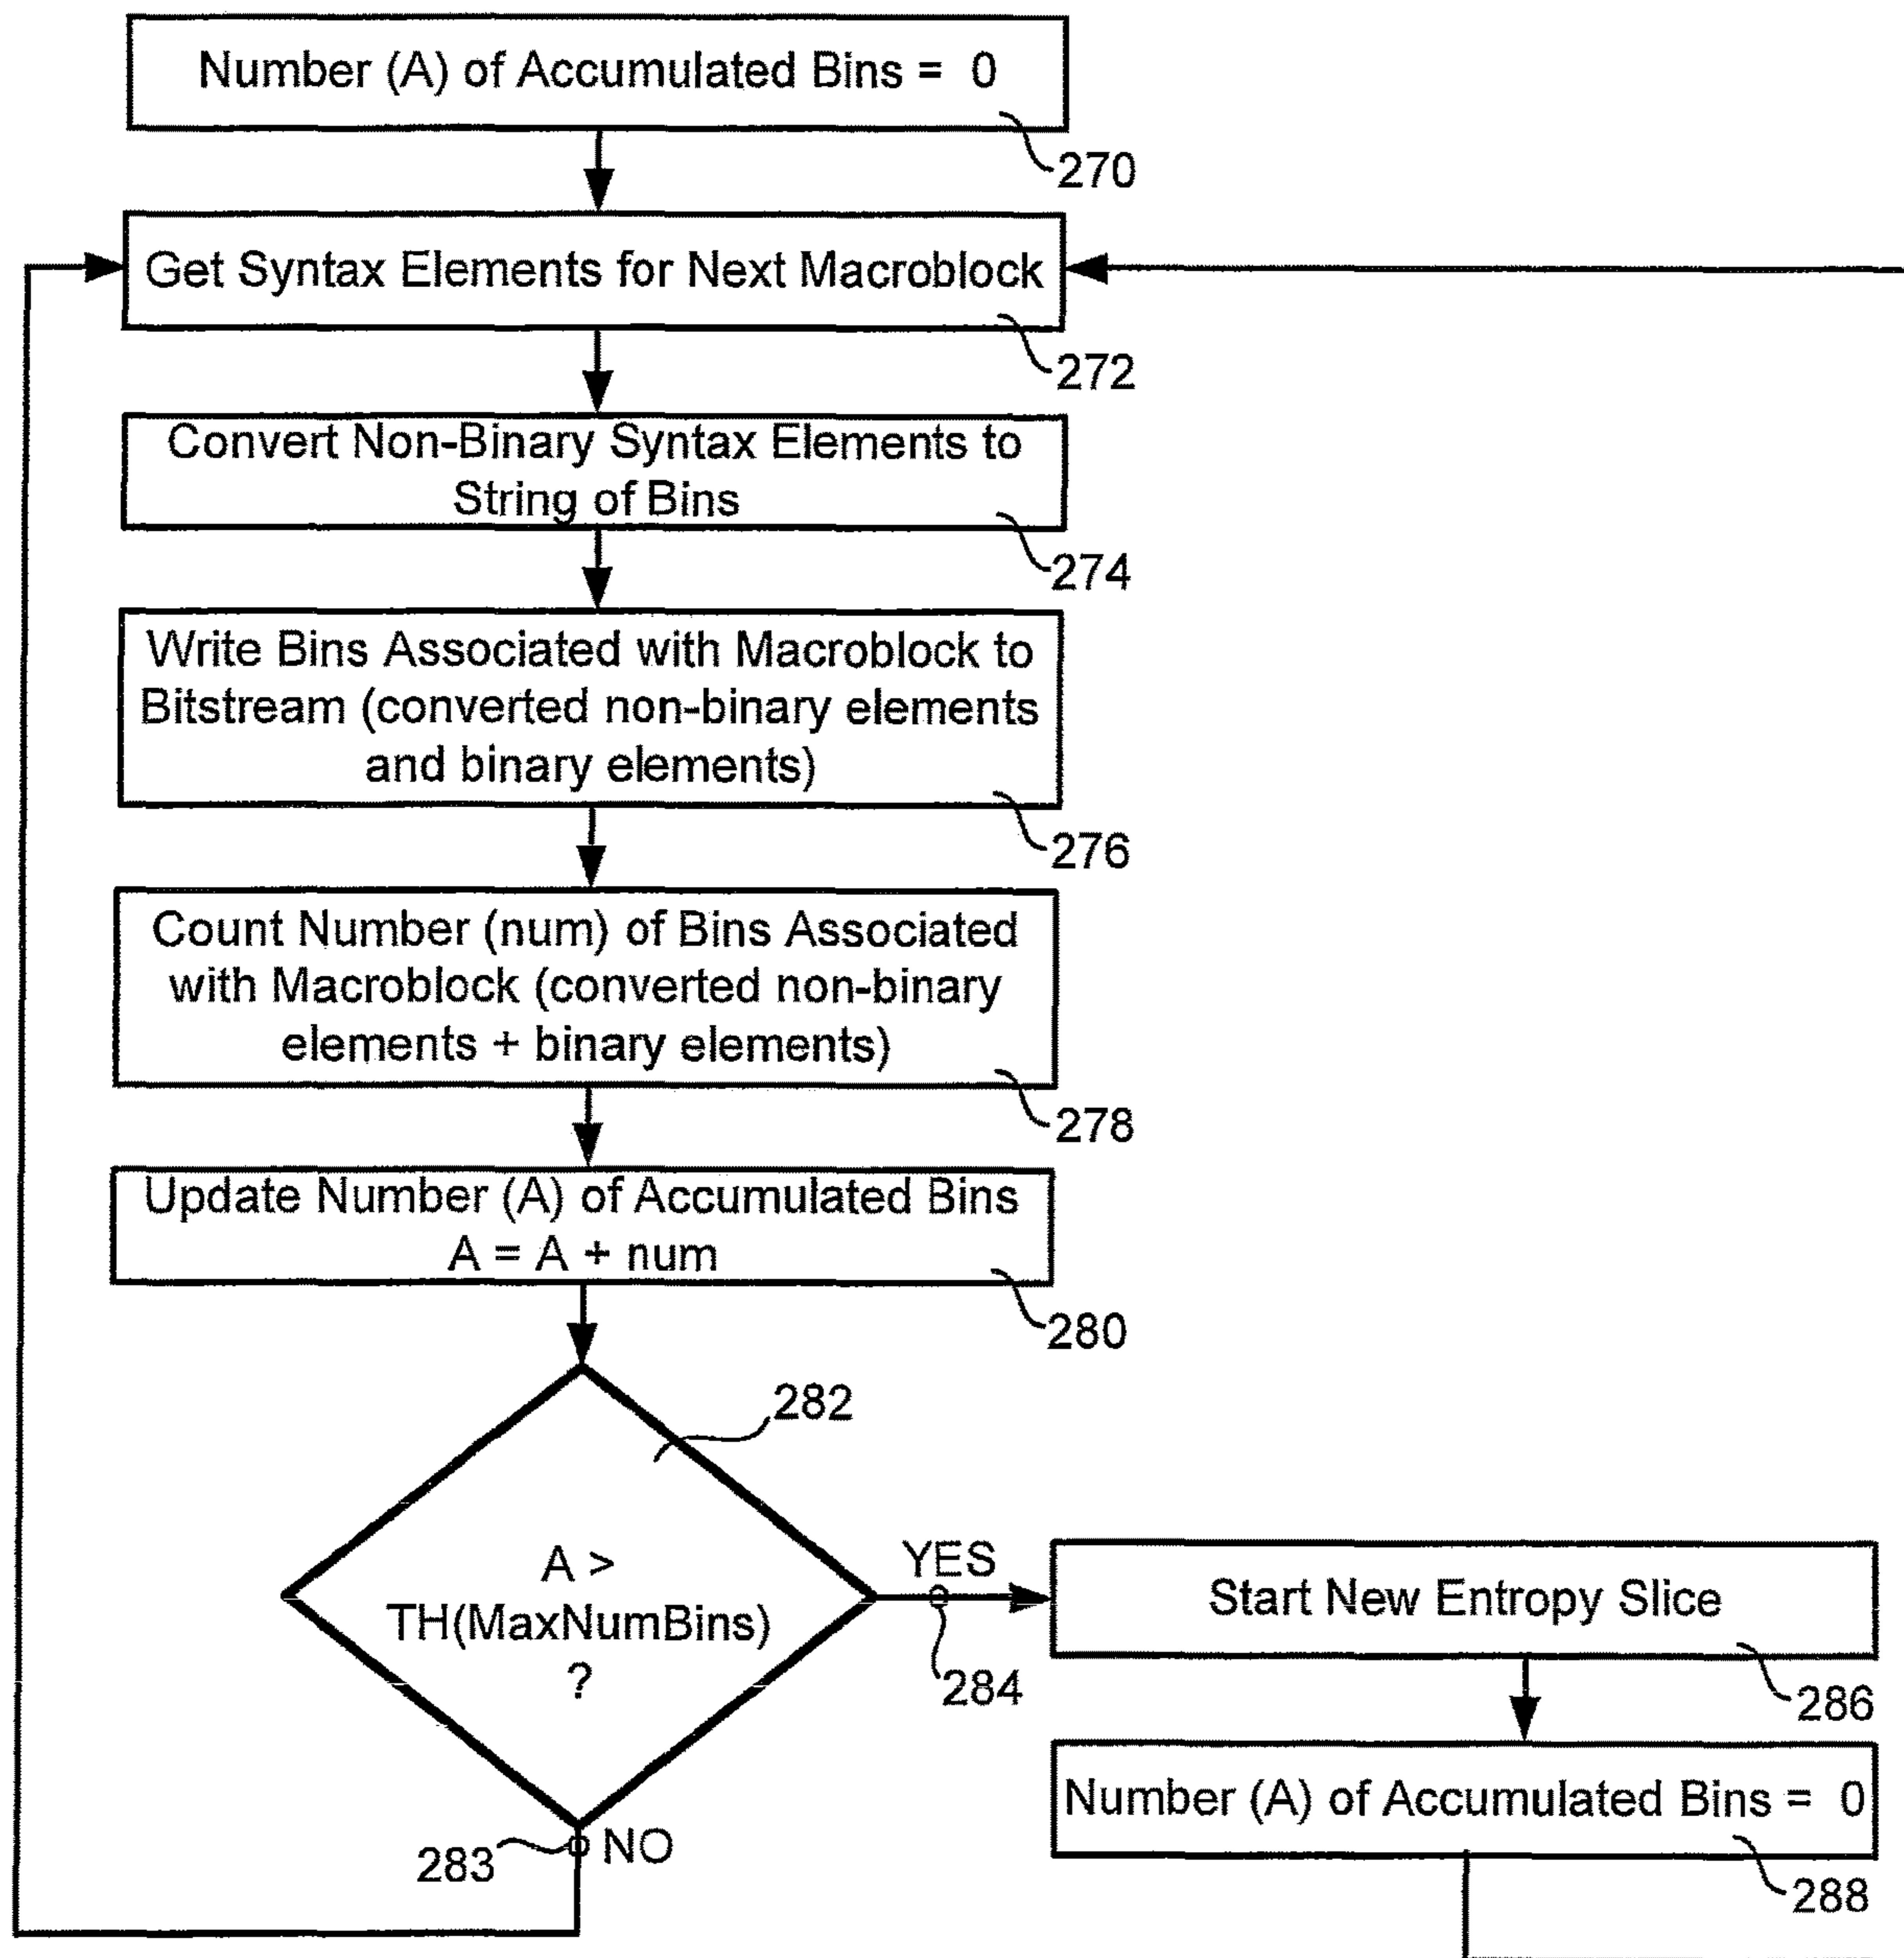 Number (A) of Accumulated Bins = 0
270
Get Syntax Elements for Next Macroblock
272
Convert Non-Binary Syntax Elements to
String of Bins
274
Write Bins Associated with Macroblock to
Bitstream (converted non-binary elements
and binary elements)
276
Count Number (num) of Bins Associated
with Macroblock (converted non-binary
elements + binary elements)
278
Update Number (A) of Accumulated Bins
A = A + num
280
282
A >
TH(MaxNumBins)
?
YES
284
Start New Entropy Slice
286
Number (A) of Accumulated Bins = 0
288
283
NO